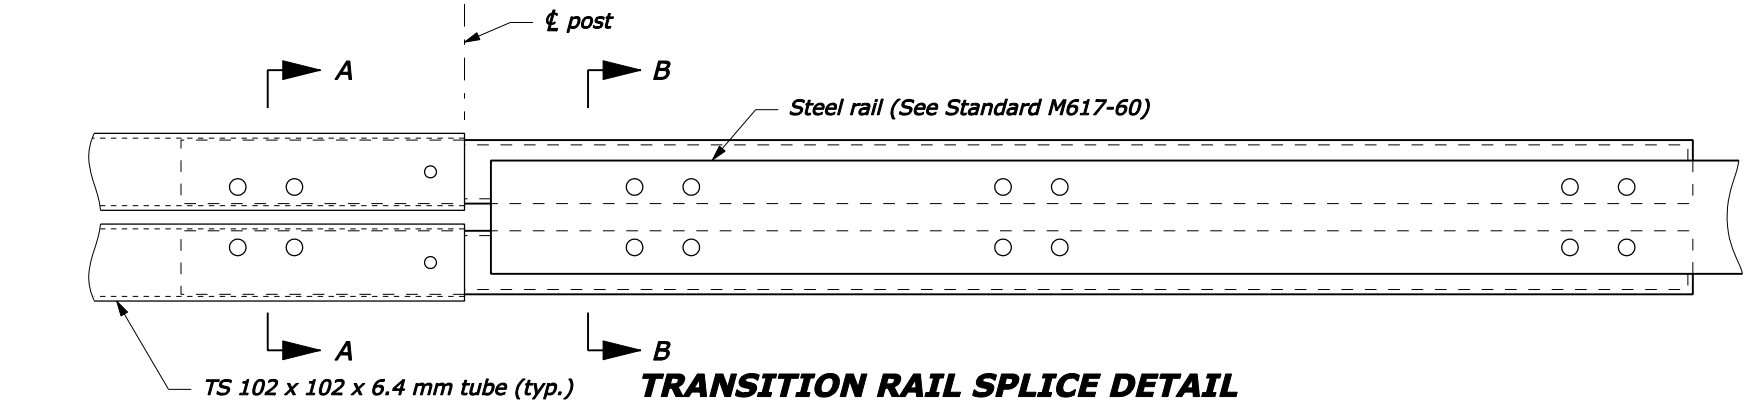 ℄ post
A
B
Steel rail (See Standard M617-60)
A
B
TS 102 x 102 x 6.4 mm tube (typ.)
TRANSITION RAIL SPLICE DETAIL